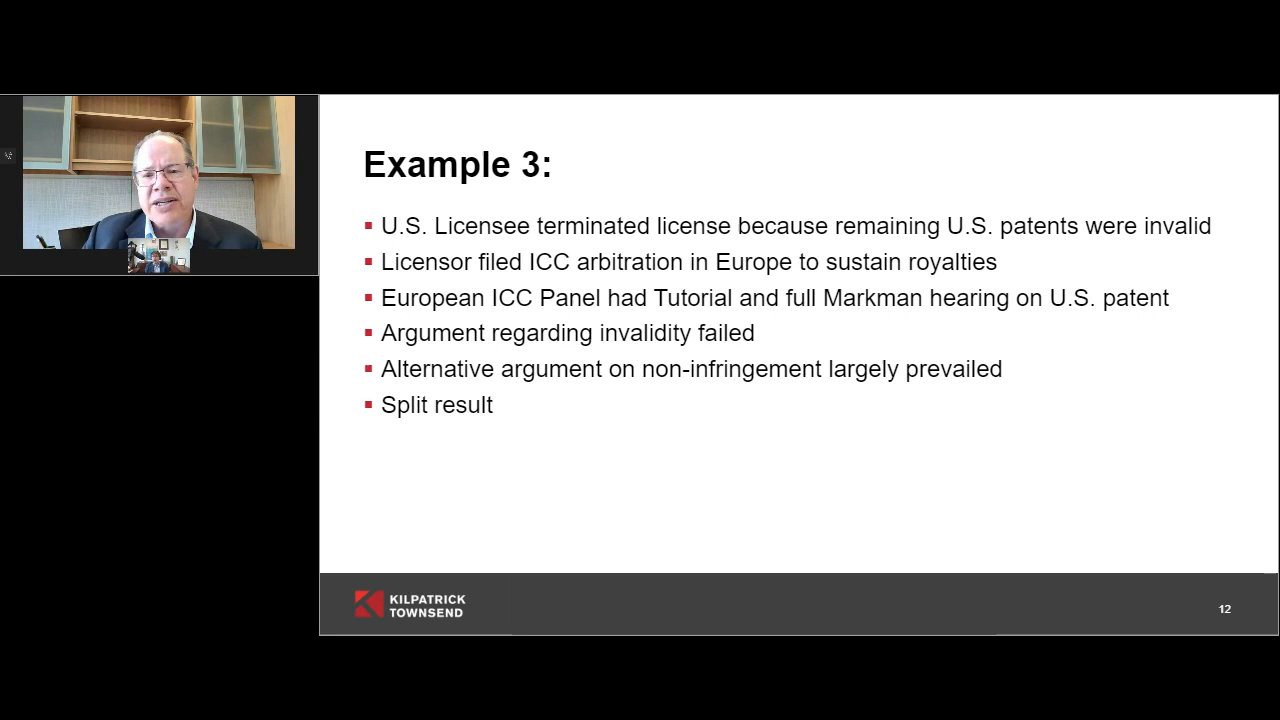 Example 3:
U.S. Licensee terminated license because remaining U.S. patents were invalid
Licensor filed ICC arbitration in Europe to sustain royalties
European ICC Panel had Tutorial and full Markman hearing on U.S. patent
Argument regarding invalidity failed
Alternative argument on non-infringement largely prevailed
Split result
KILPATRICK
TOWNSEND
12